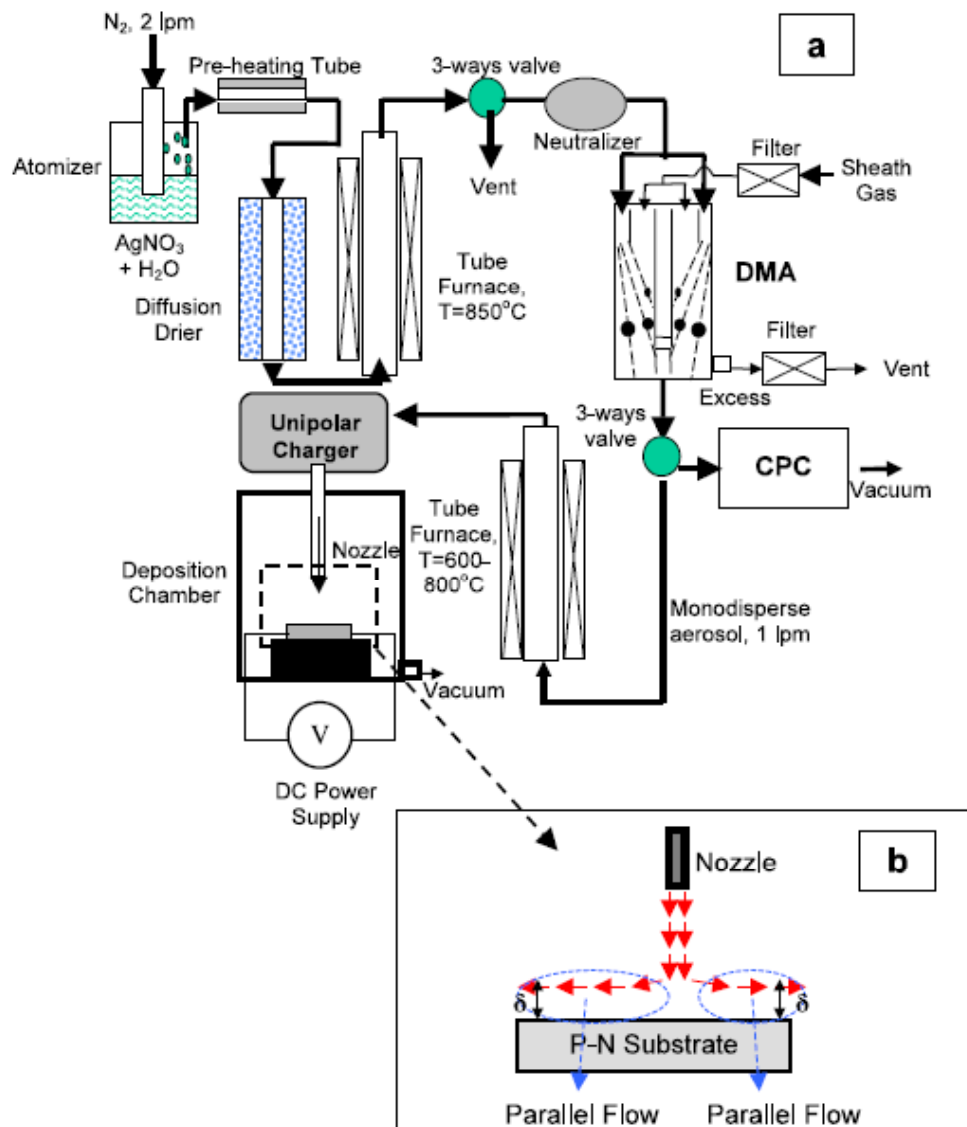 N₂, 2 lpm
a
Pre-heating Tube
3-ways valve
Neutralizer
Filter
Sheath
Gas
Atomizer
Vent
AgNO₃
+ H₂O
Tube
Furnace,
T=850°C
DMA
Diffusion
Drier
Filter
Vent
Excess
3-ways
valve
Unipolar
Charger
CPC
Vacuum
Tube
Furnace,
T=600–
800°C
Nozzle
Deposition
Chamber
Monodisperse
aerosol, 1 lpm
Vacuum
V
DC Power
Supply
b
Nozzle
δ
δ
P-N Substrate
Parallel Flow
Parallel Flow